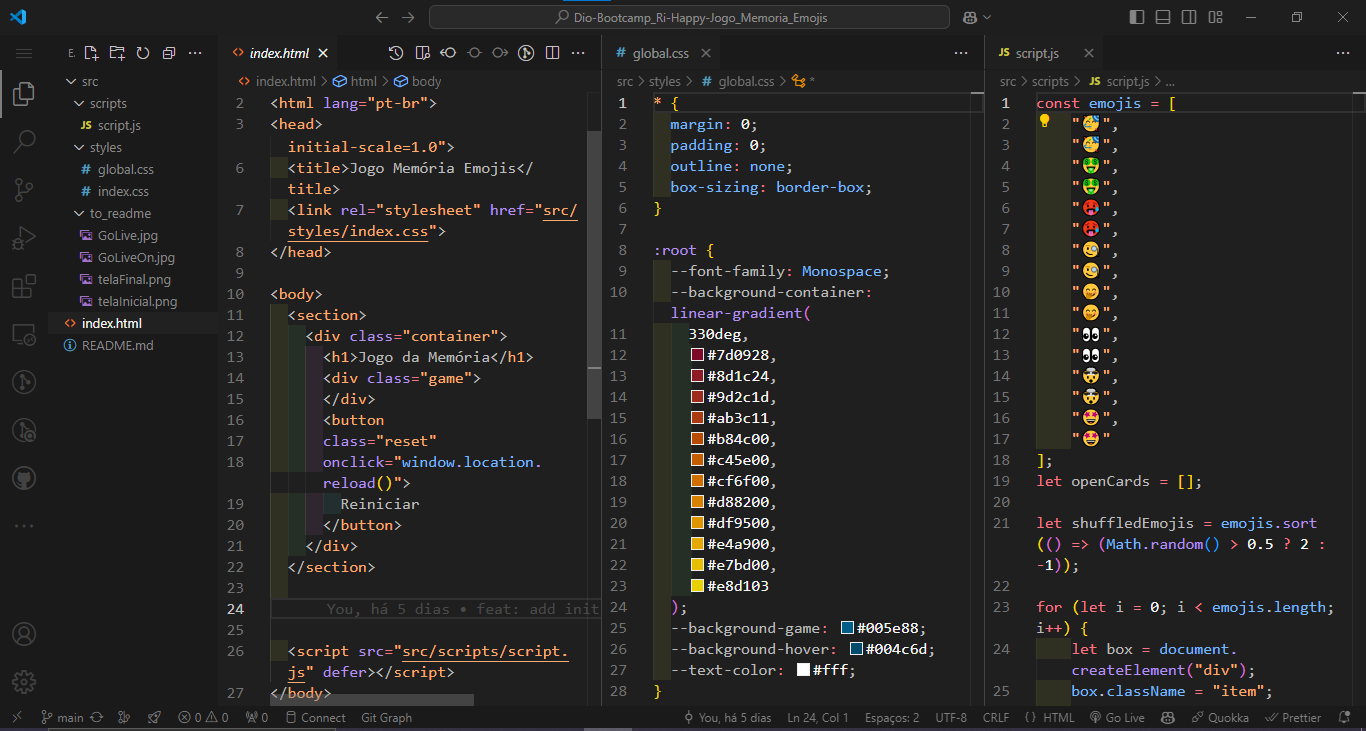 Dio-Bootcamp_Ri-Happy-Jogo_Memoria_Emojis
E.
src
scripts
JS script.js
styles
# global.css
# index.css
to_readme
GoLive.jpg
GoLiveOn.jpg
telaFinal.png
telaInicial.png
<> index.html
README.md
<> index.html
<> index.html > html > body
2 <html lang="pt-br">
3 <head>
initial-scale=1.0">
6 <title>Jogo Memória Emojis</
title>
7 <link rel="stylesheet" href="src/
styles/index.css">
8 </head>
9
10 <body>
11 <section>
12 <div class="container">
13 <h1>Jogo da Memória</h1>
14 <div class="game">
15 </div>
16 <button
17 class="reset"
18 onclick="window.location.
reload()">
19 Reiniciar
20 </button>
21 </div>
22 </section>
23
24 You, há 5 dias • feat: add init
25
26 <script src="src/scripts/script.
js" defer></script>
27 </body>
# global.css
src > styles > # global.css > *
1 * {
2 margin: 0;
3 padding: 0;
4 outline: none;
5 box-sizing: border-box;
6 }
7
8 :root {
9 --font-family: Monospace;
10 --background-container:
linear-gradient(
11 330deg,
12 #7d0928,
13 #8d1c24,
14 #9d2c1d,
15 #ab3c11,
16 #b84c00,
17 #c45e00,
18 #cf6f00,
19 #d88200,
20 #df9500,
21 #e4a900,
22 #e7bd00,
23 #e8d103
24 );
25 --background-game: #005e88;
26 --background-hover: #004c6d;
27 --text-color: #fff;
28 }
JS script.js
src > scripts > JS script.js > ...
1 const emojis = [
2 "🥳",
3 "🥳",
4 "🤑",
5 "🤑",
6 "🥵",
7 "🥵",
8 "🧐",
9 "🧐",
10 "😁",
11 "😁",
12 "👀",
13 "👀",
14 "🤯",
15 "🤯",
16 "🤩",
17 "🤩"
18 ];
19 let openCards = [];
20
21 let shuffledEmojis = emojis.sort
(() => (Math.random() > 0.5 ? 2 :
-1));
22
23 for (let i = 0; i < emojis.length;
i++) {
24 let box = document.
createElement("div");
25 box.className = "item";
main
0 0
0
Connect
Git Graph
You, há 5 dias
Ln 24, Col 1
Espaços: 2
UTF-8
CRLF
{ } HTML
Go Live
Quokka
Prettier